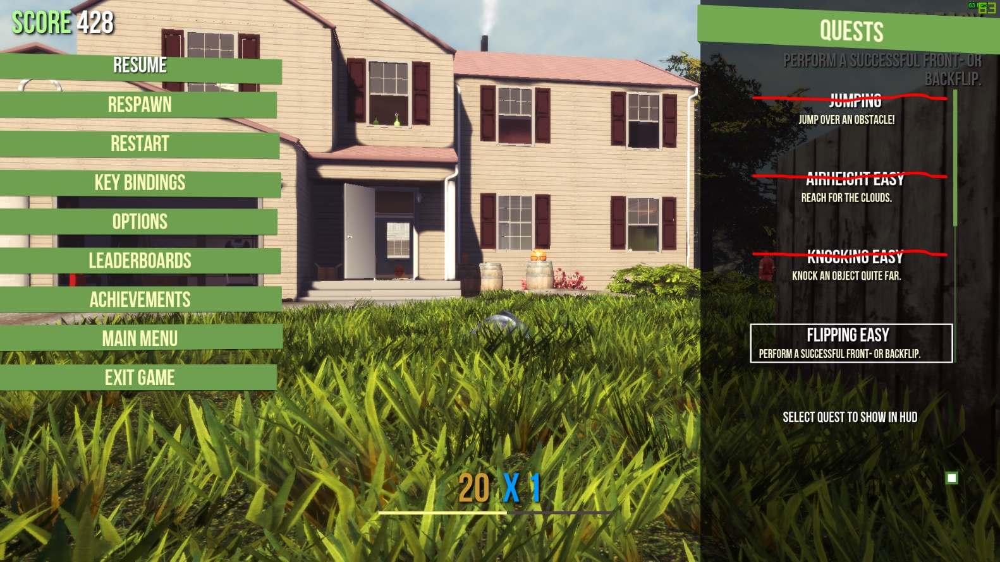 SCORE 428
RESUME
RESPAWN
RESTART
KEY BINDINGS
OPTIONS
LEADERBOARDS
ACHIEVEMENTS
MAIN MENU
EXIT GAME
20 X 1
63
QUESTS
PERFORM A SUCCESSFUL FRONT- OR
BACKFLIP.
JUMPING
JUMP OVER AN OBSTACLE!
AIRHEIGHT EASY
REACH FOR THE CLOUDS.
KNOCKING EASY
KNOCK AN OBJECT QUITE FAR.
FLIPPING EASY
PERFORM A SUCCESSFUL FRONT- OR BACKFLIP.
SELECT QUEST TO SHOW IN HUD